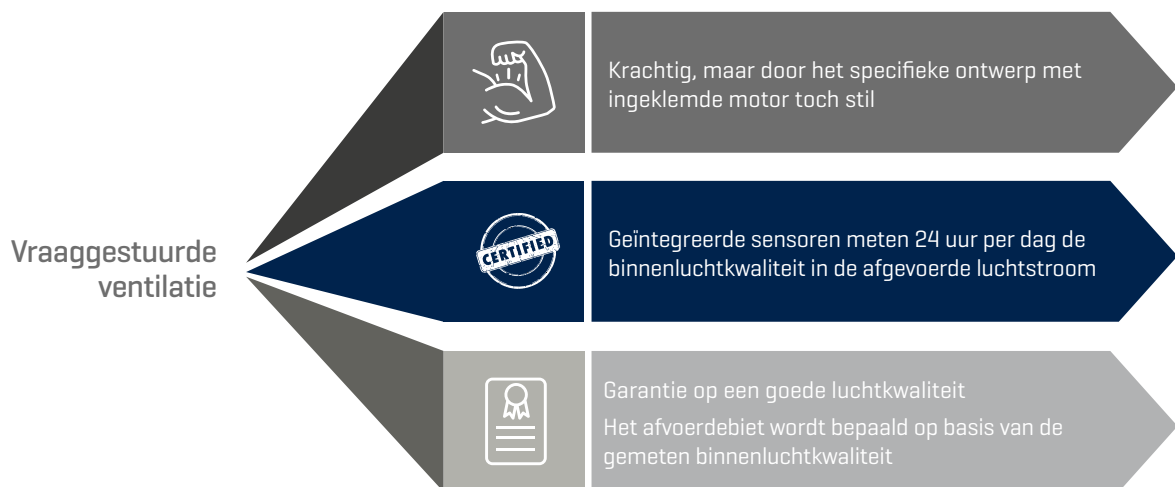 Krachtig, maar door het specifieke ontwerp met
ingeklemde motor toch stil
Vraaggestuurde
ventilatie
CERTIFIED
Geïntegreerde sensoren meten 24 uur per dag de
binnenluchtkwaliteit in de afgevoerde luchtstroom
Garantie op een goede luchtkwaliteit
Het afvoerdebiet wordt bepaald op basis van de
gemeten binnenluchtkwaliteit